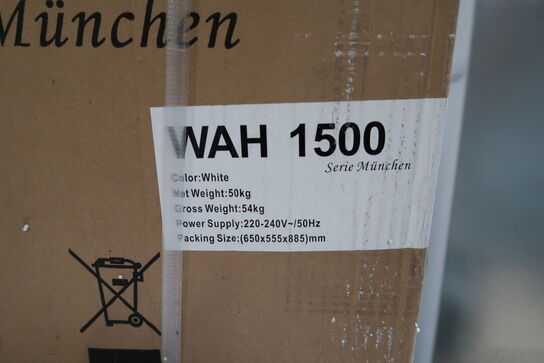 München
WAH 1500
Serie München
Color:White
Net Weight:50kg
Gross Weight:54kg
Power Supply:220-240V~/50Hz
Packing Size:(650x555x885)mm